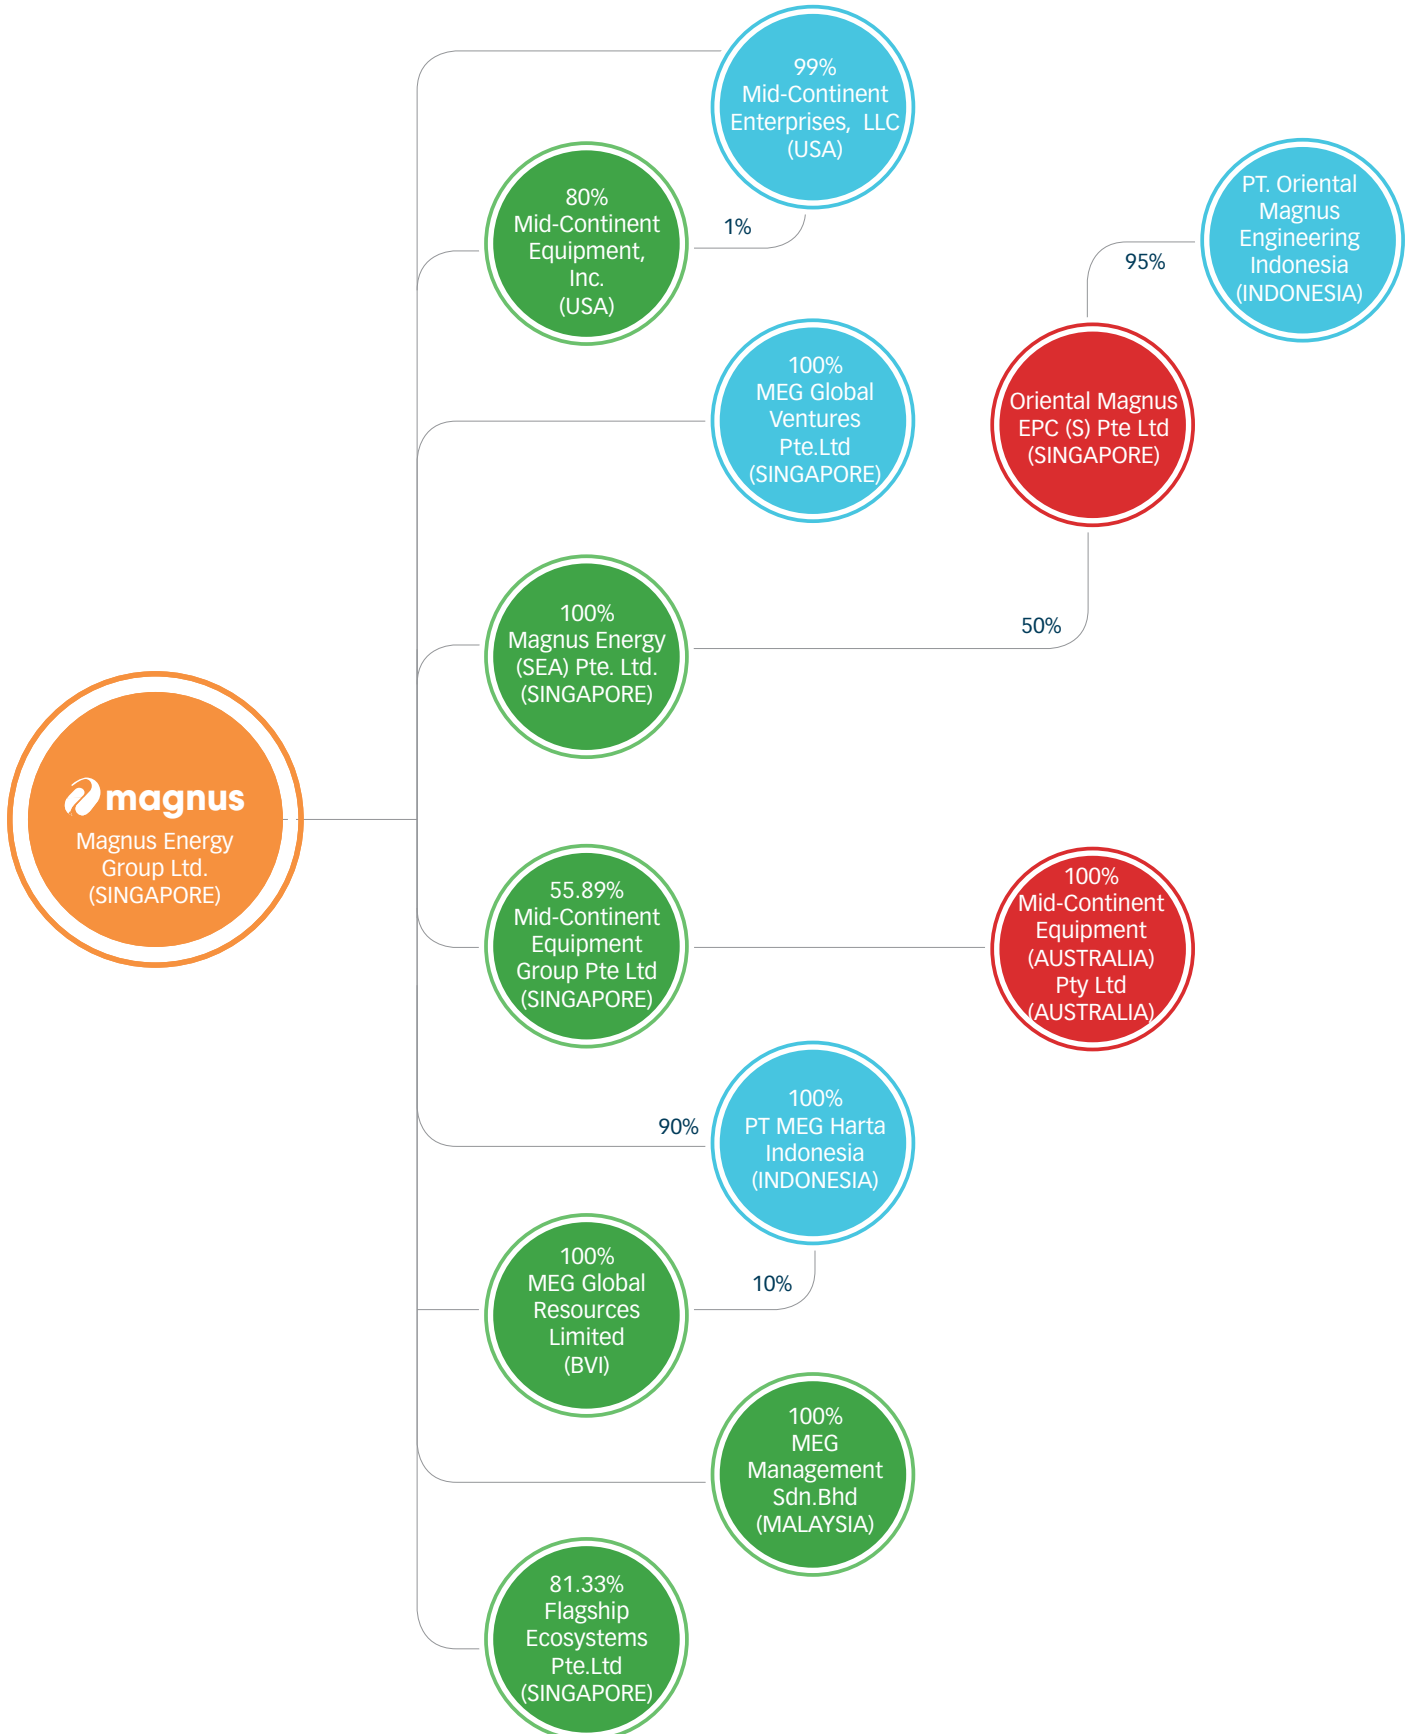 99%
Mid-Continent
Enterprises, LLC
(USA)
80%
Mid-Continent
Equipment,
Inc.
(USA)
1%
PT. Oriental
Magnus
Engineering
Indonesia
(INDONESIA)
95%
100%
MEG Global
Ventures
Pte.Ltd
(SINGAPORE)
Oriental Magnus
EPC (S) Pte Ltd
(SINGAPORE)
100%
Magnus Energy
(SEA) Pte. Ltd.
(SINGAPORE)
50%
magnus
Magnus Energy
Group Ltd.
(SINGAPORE)
55.89%
Mid-Continent
Equipment
Group Pte Ltd
(SINGAPORE)
100%
Mid-Continent
Equipment
(AUSTRALIA)
Pty Ltd
(AUSTRALIA)
90%
100%
PT MEG Harta
Indonesia
(INDONESIA)
100%
MEG Global
Resources
Limited
(BVI)
10%
100%
MEG
Management
Sdn.Bhd
(MALAYSIA)
81.33%
Flagship
Ecosystems
Pte.Ltd
(SINGAPORE)